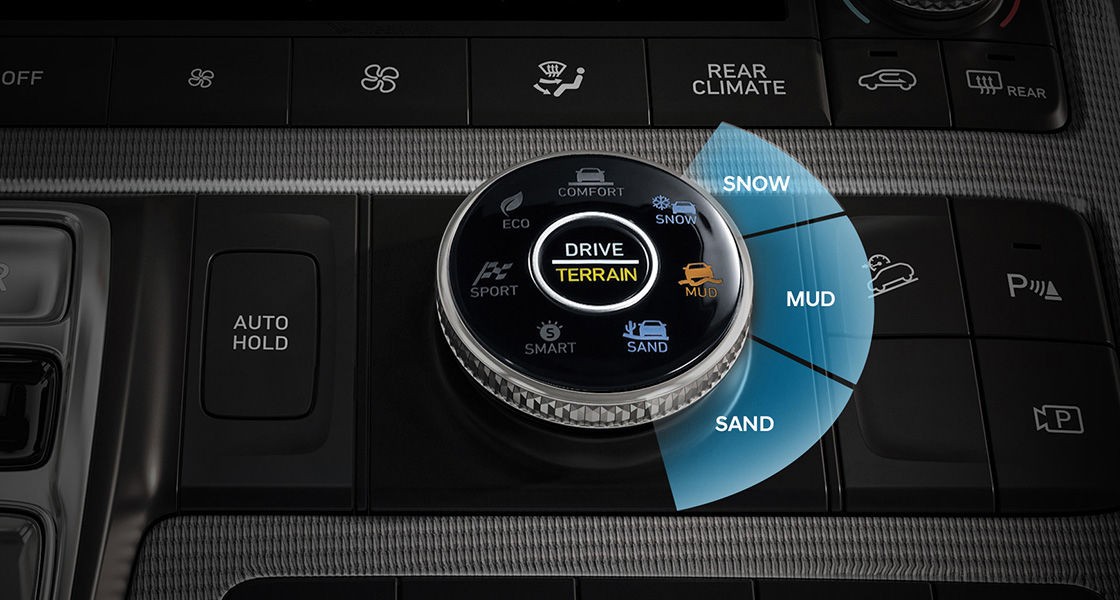 OFF
REAR
CLIMATE
REAR
COMFORT
SNOW
ECO
SNOW
DRIVE
TERRAIN
SPORT
MUD
MUD
SMART
S
SAND
SAND
AUTO
HOLD
R
P
P